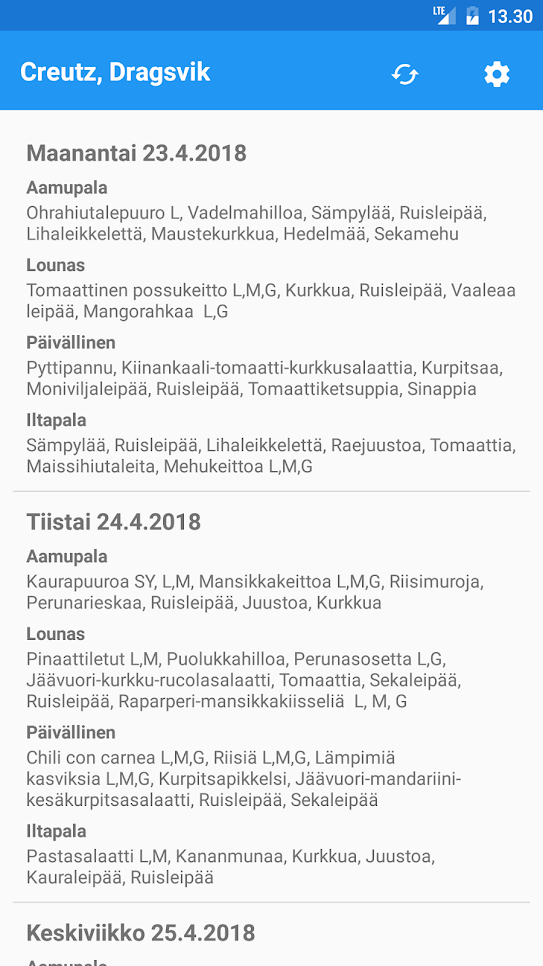 LTE 13.30
Creutz, Dragsvik
Maanantai 23.4.2018
Aamupala
Ohrahiutalepuuro L, Vadelmahilloa, Sämpylää, Ruisleipää,
Lihaleikkelettä, Maustekurkkua, Hedelmää, Sekamehu
Lounas
Tomaattinen possukeitto L,M,G, Kurkkua, Ruisleipää, Vaaleaa
leipää, Mangorahkaa  L,G
Päivällinen
Pyttipannu, Kiinankaali-tomaatti-kurkkusalaattia, Kurpitsaa,
Moniviljaleipää, Ruisleipää, Tomaattiketsuppia, Sinappia
Iltapala
Sämpylää, Ruisleipää, Lihaleikkelettä, Raejuustoa, Tomaattia,
Maissihiutaleita, Mehukeittoa L,M,G
Tiistai 24.4.2018
Aamupala
Kaurapuuroa SY, L,M, Mansikkakeittoa L,M,G, Riisimuroja,
Perunarieskaa, Ruisleipää, Juustoa, Kurkkua
Lounas
Pinaattiletut L,M, Puolukkahilloa, Perunasosetta L,G,
Jäävuori-kurkku-rucolasalaatti, Tomaattia, Sekaleipää,
Ruisleipää, Raparperi-mansikkakiisseliä  L, M, G
Päivällinen
Chili con carnea L,M,G, Riisiä L,M,G, Lämpimiä
kasviksia L,M,G, Kurpitsapikkelsi, Jäävuori-mandariini-
kesäkurpitsasalaatti, Ruisleipää, Sekaleipää
Iltapala
Pastasalaatti L,M, Kananmunaa, Kurkkua, Juustoa,
Kauraleipää, Ruisleipää
Keskiviikko 25.4.2018
Aamupala